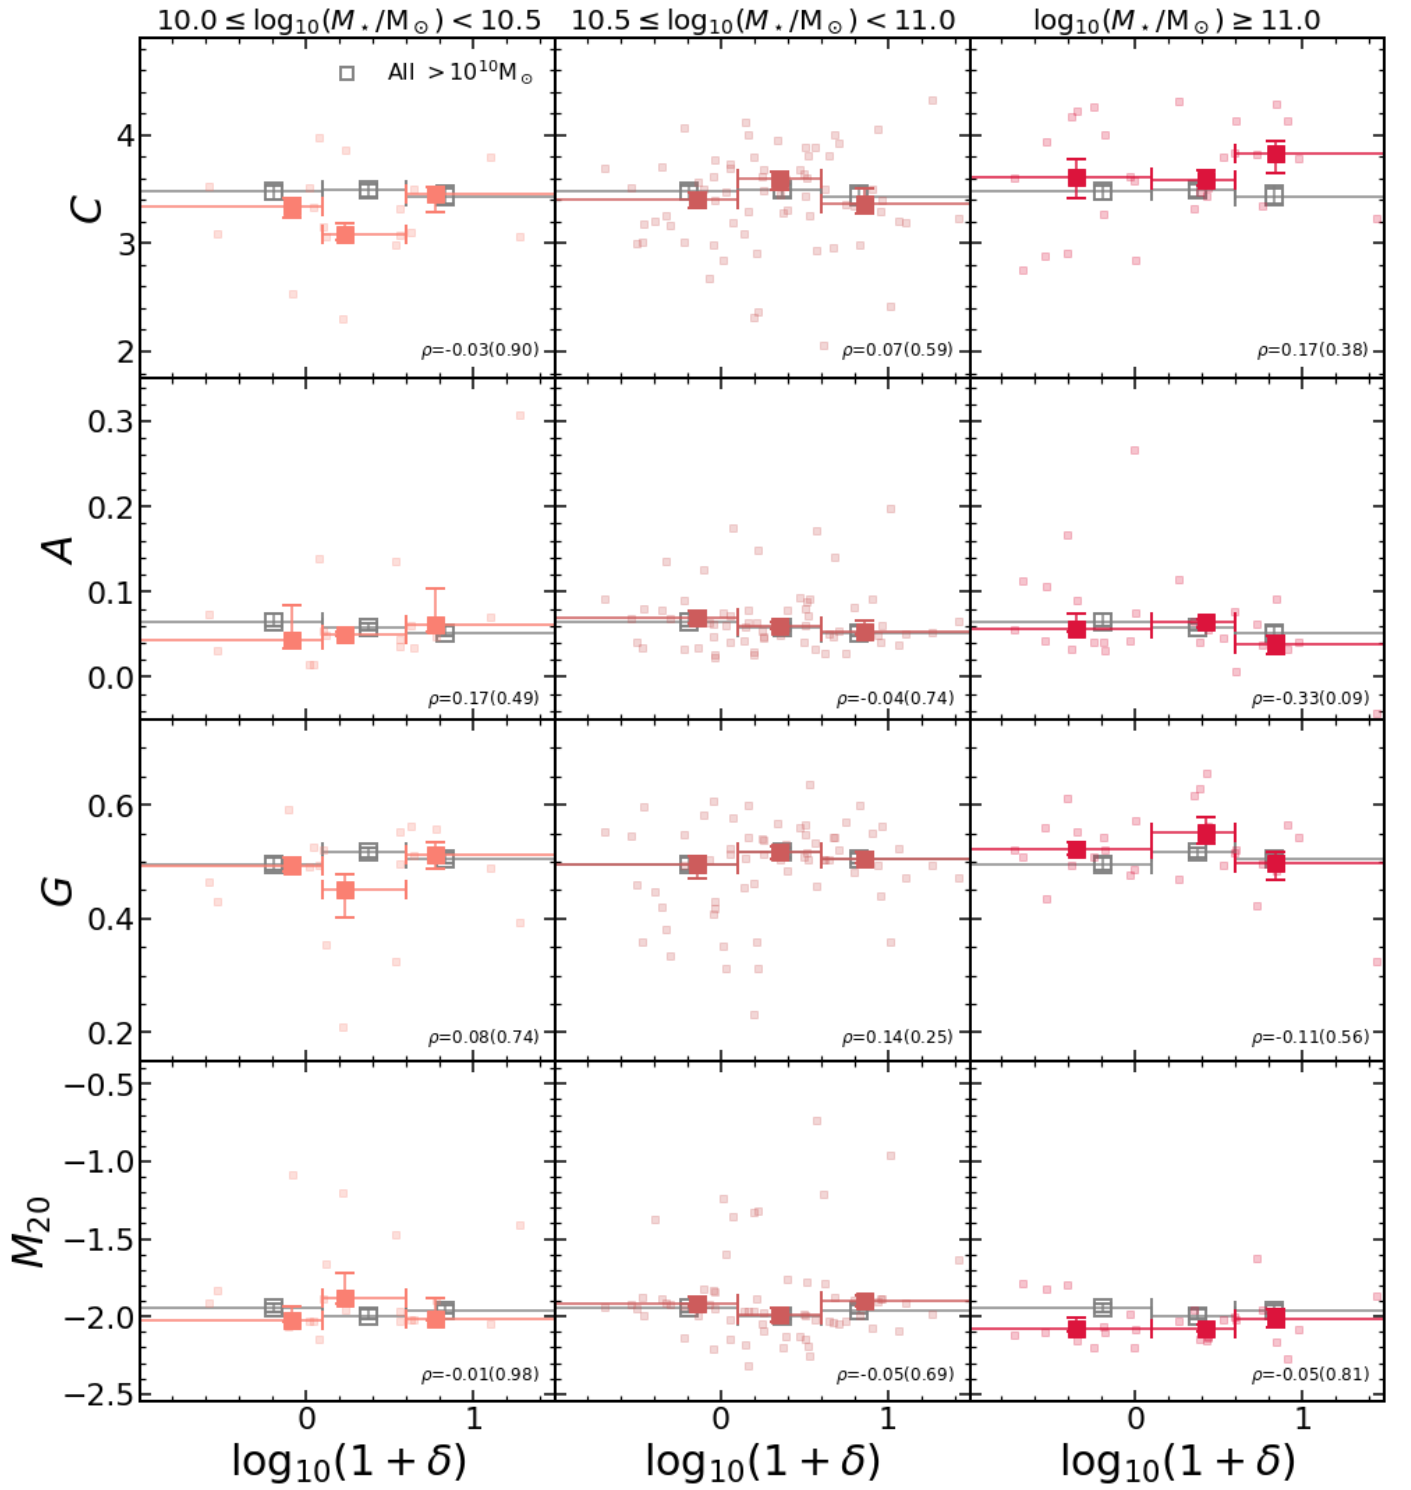 10.0 ≤ log₁₀(M⋆/M⊙) < 10.5 10.5 ≤ log₁₀(M⋆/M⊙) < 11.0 log₁₀(M⋆/M⊙) ≥ 11.0
All > 10¹⁰M⊙
4
C
3
2
ρ=-0.03(0.90) ρ=0.07(0.59) ρ=0.17(0.38)
0.3
0.2
A
0.1
0.0
ρ=0.17(0.49) ρ=-0.04(0.74) ρ=-0.33(0.09)
0.6
G
0.4
0.2
ρ=0.08(0.74) ρ=0.14(0.25) ρ=-0.11(0.56)
−0.5
−1.0
M₂₀
−1.5
−2.0
−2.5
ρ=-0.01(0.98) ρ=-0.05(0.69) ρ=-0.05(0.81)
0 1 0 1 0 1
log₁₀(1 + δ) log₁₀(1 + δ) log₁₀(1 + δ)